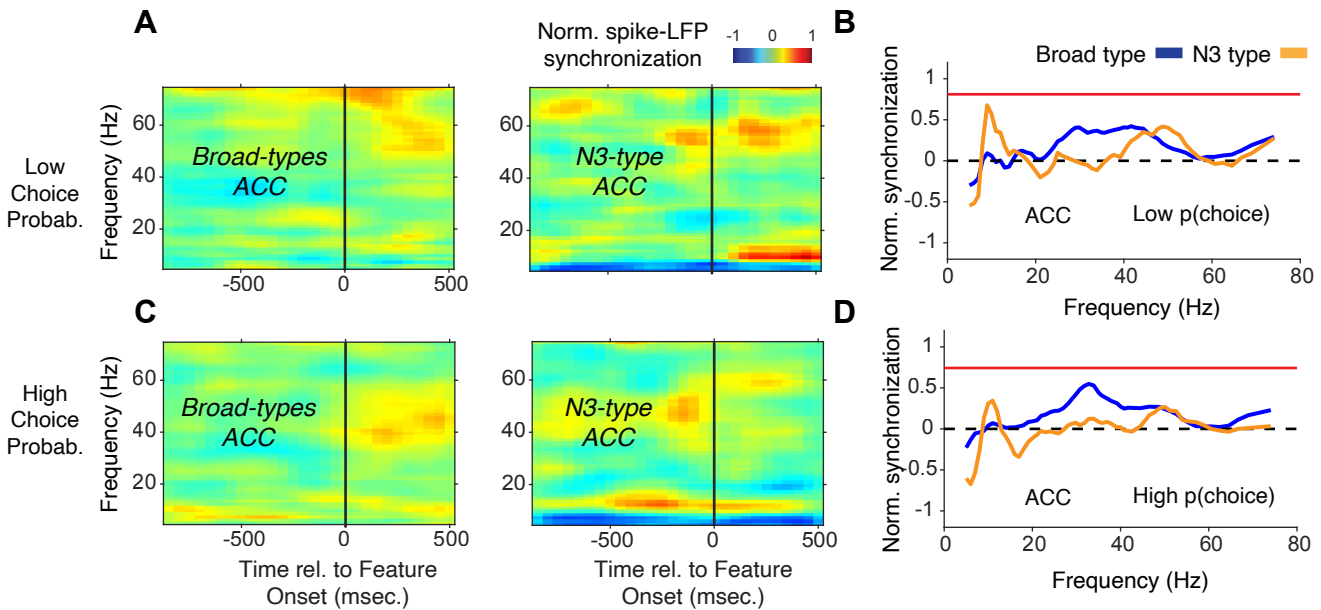 A
Norm. spike-LFP
synchronization
-1 0 1
B
Broad type N3 type
Low
Choice
Probab.
Frequency (Hz)
60
40
20
Broad-types
ACC
-500 0 500
60
40
20
N3-type
ACC
-500 0 500
Norm. synchronization
1
0.5
0
-0.5
-1
ACC Low p(choice)
0 20 40 60 80
Frequency (Hz)
C
High
Choice
Probab.
Frequency (Hz)
60
40
20
Broad-types
ACC
-500 0 500
Time rel. to Feature
Onset (msec.)
60
40
20
N3-type
ACC
-500 0 500
Time rel. to Feature
Onset (msec.)
D
Norm. synchronization
1
0.5
0
-0.5
-1
ACC High p(choice)
0 20 40 60 80
Frequency (Hz)